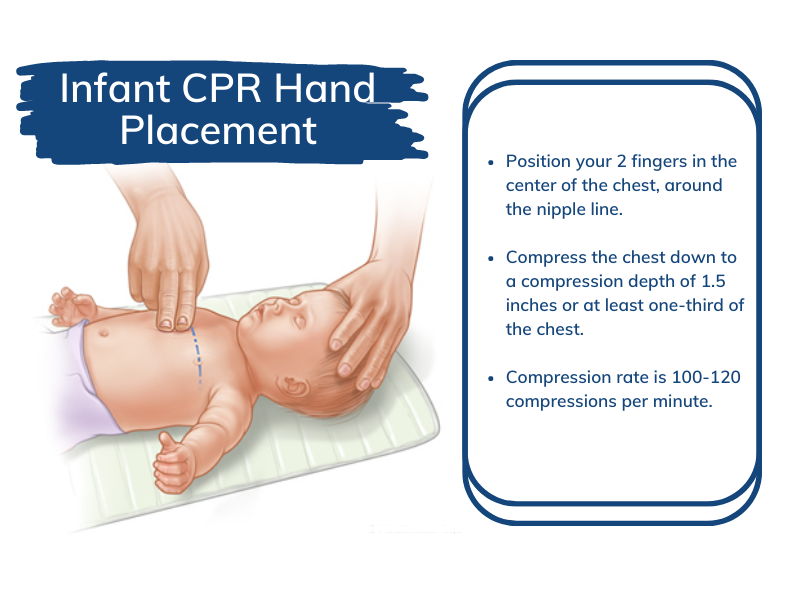 Infant CPR Hand
Placement
• Position your 2 fingers in the
center of the chest, around
the nipple line.
• Compress the chest down to
a compression depth of 1.5
inches or at least one-third of
the chest.
• Compression rate is 100-120
compressions per minute.